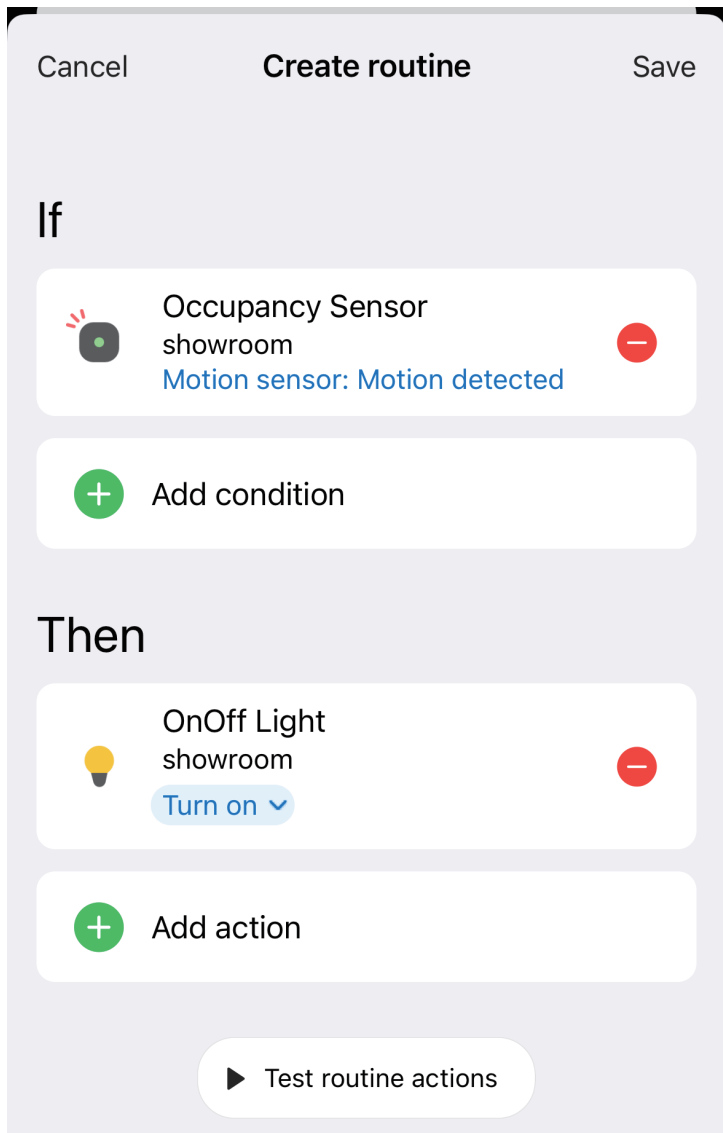 Cancel
Create routine
Save
If
Occupancy Sensor
showroom
Motion sensor: Motion detected
Add condition
Then
OnOff Light
showroom
Turn on
Add action
Test routine actions